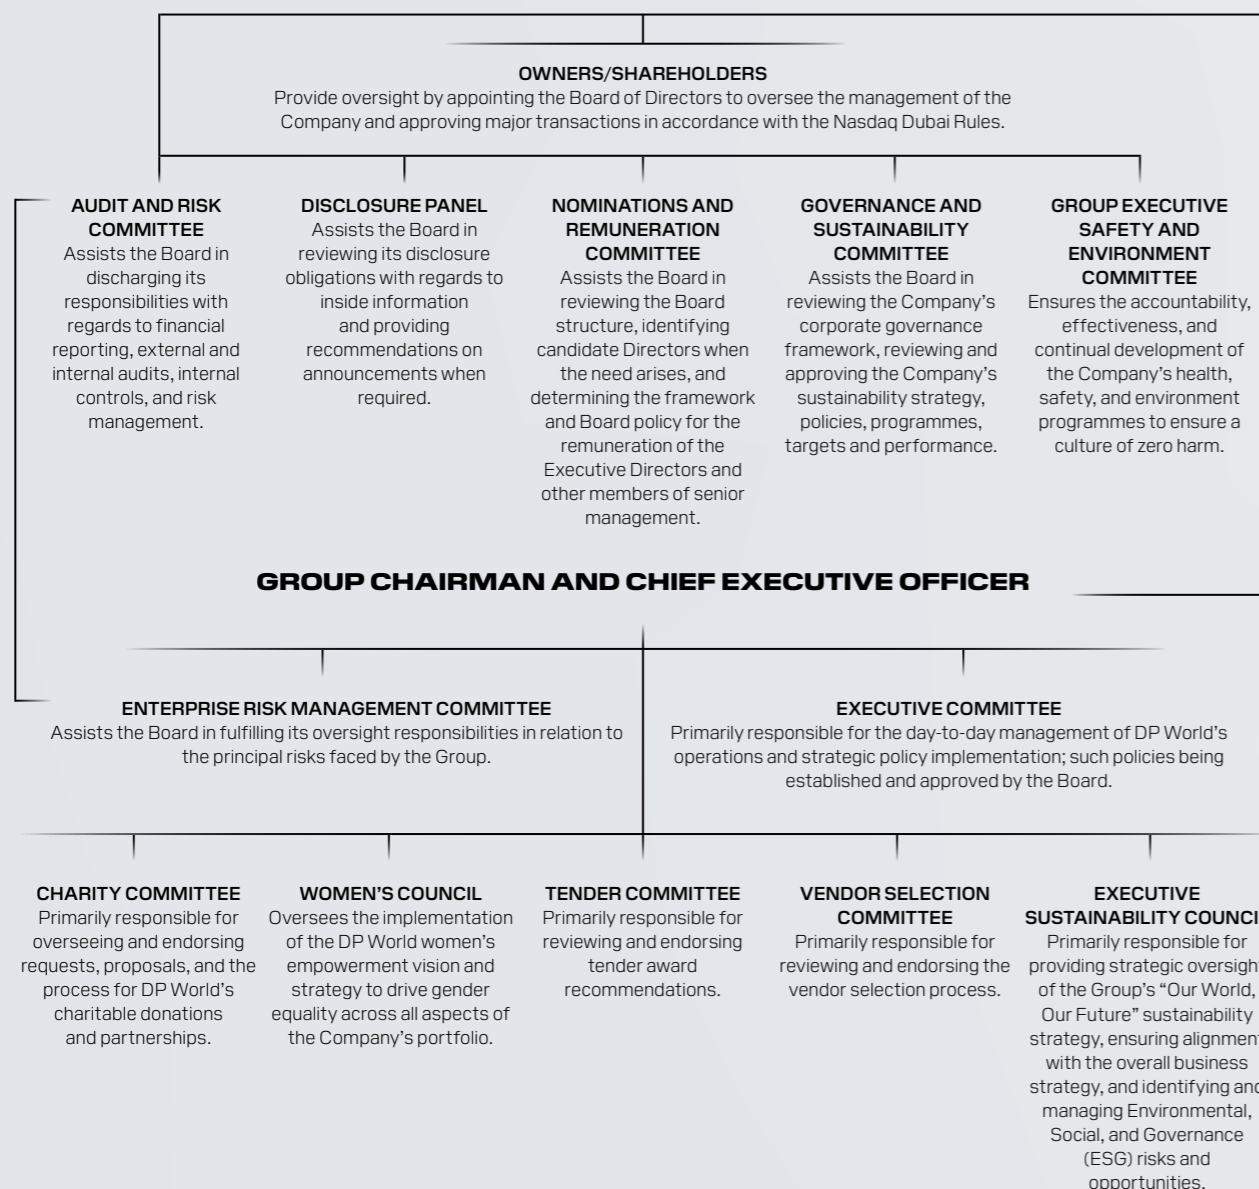 OWNERS/SHAREHOLDERS
Provide oversight by appointing the Board of Directors to oversee the management of the
Company and approving major transactions in accordance with the Nasdaq Dubai Rules.
AUDIT AND RISK
COMMITTEE
Assists the Board in
discharging its
responsibilities with
regards to financial
reporting, external and
internal audits, internal
controls, and risk
management.
DISCLOSURE PANEL
Assists the Board in
reviewing its disclosure
obligations with regards to
inside information
and providing
recommendations on
announcements when
required.
NOMINATIONS AND
REMUNERATION
COMMITTEE
Assists the Board in
reviewing the Board
structure, identifying
candidate Directors when
the need arises, and
determining the framework
and Board policy for the
remuneration of the
Executive Directors and
other members of senior
management.
GOVERNANCE AND
SUSTAINABILITY
COMMITTEE
Assists the Board in
reviewing the Company's
corporate governance
framework, reviewing and
approving the Company's
sustainability strategy,
policies, programmes,
targets and performance.
GROUP EXECUTIVE
SAFETY AND
ENVIRONMENT
COMMITTEE
Ensures the accountability,
effectiveness, and
continual development of
the Company's health,
safety, and environment
programmes to ensure a
culture of zero harm.
GROUP CHAIRMAN AND CHIEF EXECUTIVE OFFICER
ENTERPRISE RISK MANAGEMENT COMMITTEE
Assists the Board in fulfilling its oversight responsibilities in relation to
the principal risks faced by the Group.
EXECUTIVE COMMITTEE
Primarily responsible for the day-to-day management of DP World's
operations and strategic policy implementation; such policies being
established and approved by the Board.
CHARITY COMMITTEE
Primarily responsible for
overseeing and endorsing
requests, proposals, and the
process for DP World's
charitable donations
and partnerships.
WOMEN'S COUNCIL
Oversees the implementation
of the DP World women's
empowerment vision and
strategy to drive gender
equality across all aspects of
the Company's portfolio.
TENDER COMMITTEE
Primarily responsible for
reviewing and endorsing
tender award
recommendations.
VENDOR SELECTION
COMMITTEE
Primarily responsible for
reviewing and endorsing the
vendor selection process.
EXECUTIVE
SUSTAINABILITY COUNCI
Primarily responsible for
providing strategic oversight
of the Group's "Our World,
Our Future" sustainability
strategy, ensuring alignment
with the overall business
strategy, and identifying and
managing Environmental,
Social, and Governance
(ESG) risks and
opportunities.